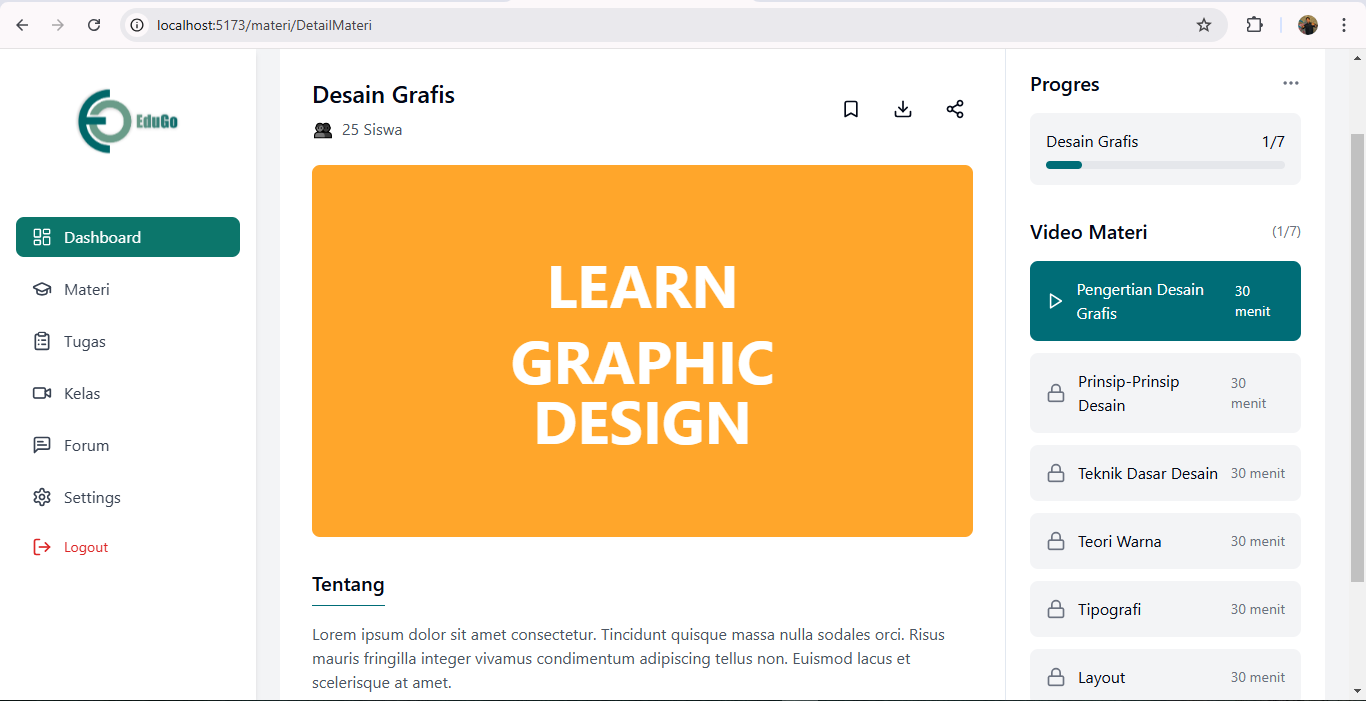 localhost:5173/materi/DetailMateri
EduGo
Dashboard
Materi
Tugas
Kelas
Forum
Settings
Logout
Desain Grafis
25 Siswa
LEARN
GRAPHIC
DESIGN
Tentang
Lorem ipsum dolor sit amet consectetur. Tincidunt quisque massa nulla sodales orci. Risus
mauris fringilla integer vivamus condimentum adipiscing tellus non. Euismod lacus et
scelerisque at amet.
Progres
Desain Grafis 1/7
Video Materi (1/7)
Pengertian Desain
Grafis
30
menit
Prinsip-Prinsip
Desain
30
menit
Teknik Dasar Desain 30 menit
Teori Warna 30 menit
Tipografi 30 menit
Layout 30 menit